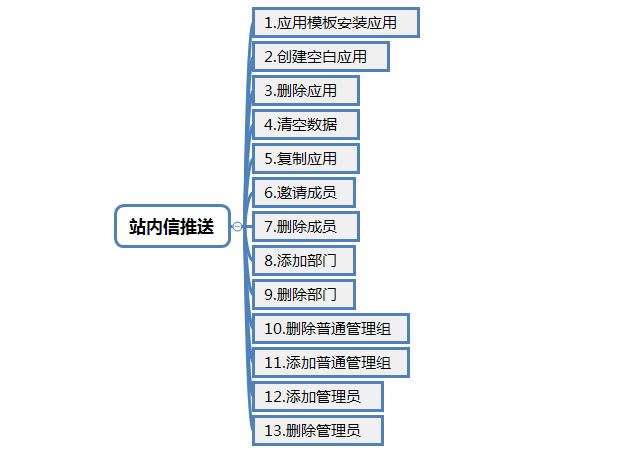 站内信推送
1.应用模板安装应用
2.创建空白应用
3.删除应用
4.清空数据
5.复制应用
6.邀请成员
7.删除成员
8.添加部门
9.删除部门
10.删除普通管理组
11.添加普通管理组
12.添加管理员
13.删除管理员